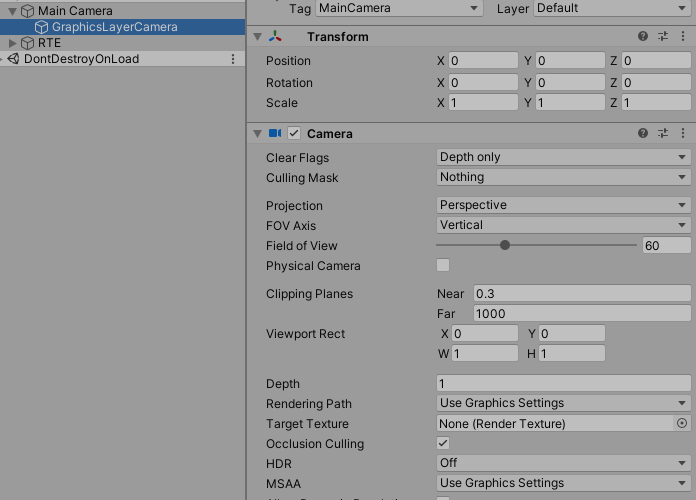 Main Camera
GraphicsLayerCamera
RTE
DontDestroyOnLoad
Tag MainCamera Layer Default
Transform
Position X 0 Y 0 Z 0
Rotation X 0 Y 0 Z 0
Scale X 1 Y 1 Z 1
Camera
Clear Flags Depth only
Culling Mask Nothing
Projection Perspective
FOV Axis Vertical
Field of View 60
Physical Camera
Clipping Planes Near 0.3
Far 1000
Viewport Rect X 0 Y 0
W 1 H 1
Depth 1
Rendering Path Use Graphics Settings
Target Texture None (Render Texture)
Occlusion Culling
HDR Off
MSAA Use Graphics Settings